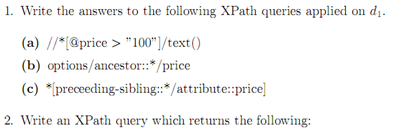 1. Write the answers to the following XPath queries applied on d₁.
(a) //*[@price > ”100”]/text()
(b) options/ancestor::*/price
(c) *[preceeding-sibling::*/attribute::price]
2. Write an XPath query which returns the following: